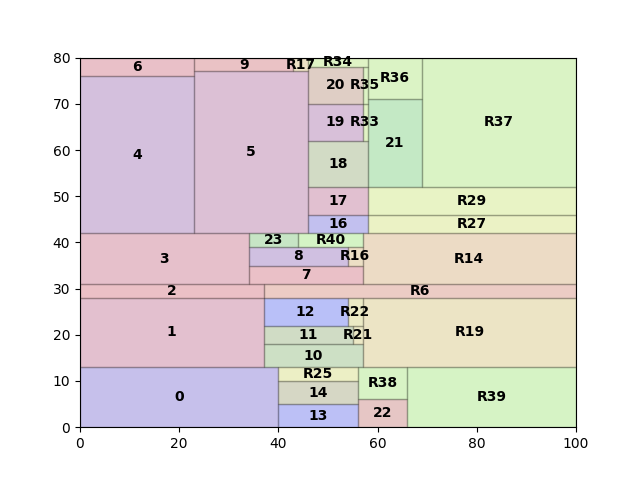 80 6 9 R17 R34
20 R35 R36
70
19 R33 R37
60 4 5 18 21
50 17 R29
16 R27
40 23 R40
3 8 R16 R14
7
30 2 R6
12 R22
20 1 11 R21 R19
10
10 R25 R38
0 14 R39
13 22
0
0 20 40 60 80 100